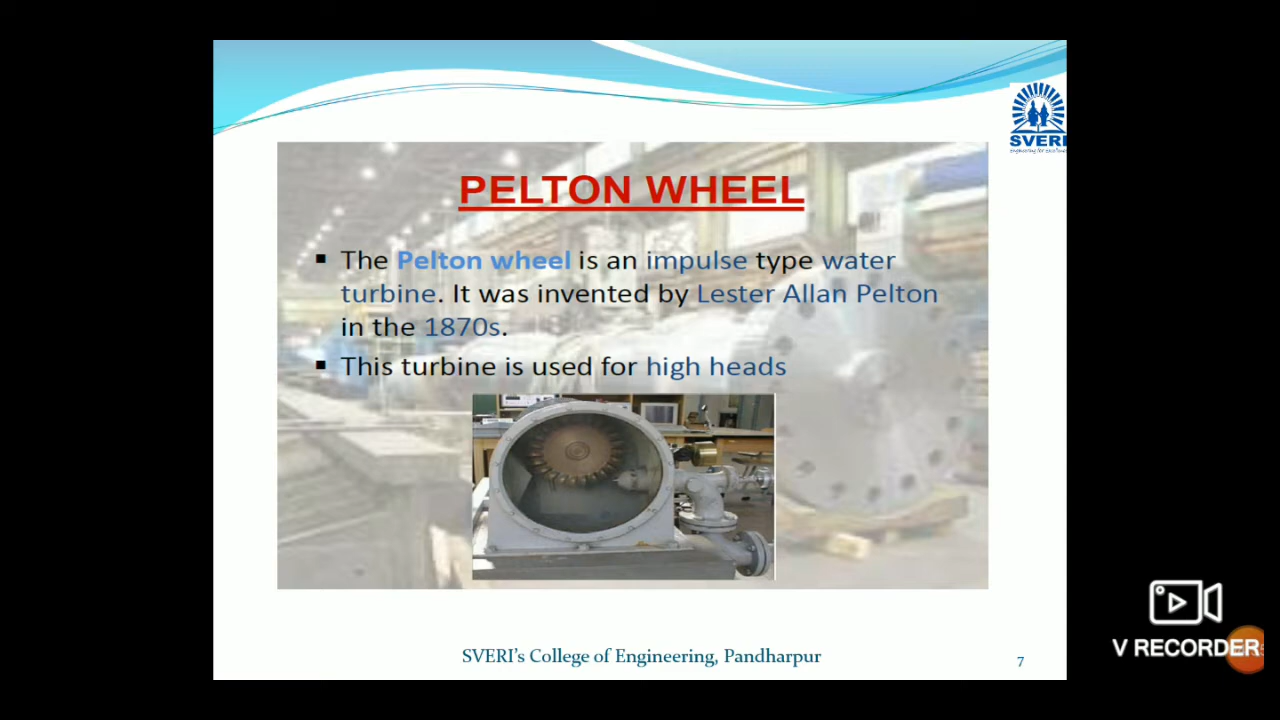 SVERI
PELTON WHEEL
▪ The Pelton wheel is an impulse type water
turbine. It was invented by Lester Allan Pelton
in the 1870s.
▪ This turbine is used for high heads
SVERI's College of Engineering, Pandharpur
7
V RECORDER